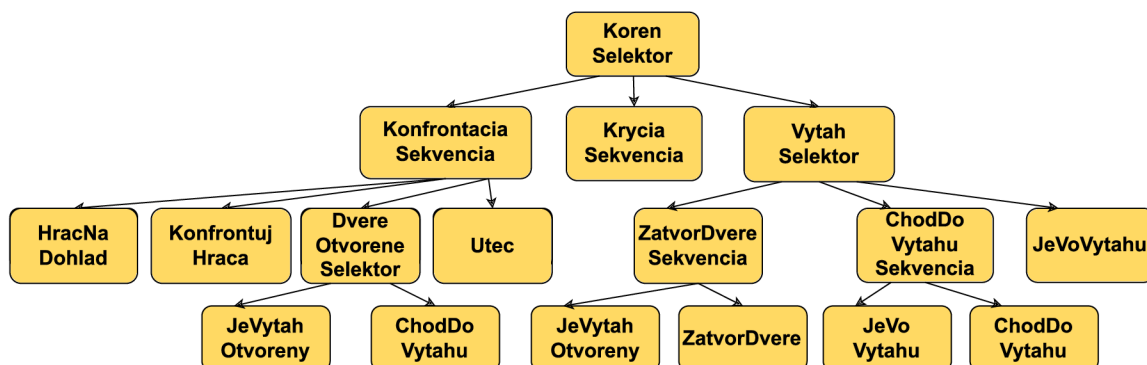 Koren
Selektor
Konfrontacia
Sekvencia
Krycia
Sekvencia
Vytah
Selektor
HracNa
Dohlad
Konfrontuj
Hraca
Dvere
Otvorene
Selektor
Utec
ZatvorDvere
Sekvencia
ChodDo
Vytahu
Sekvencia
JeVoVytahu
JeVytah
Otvoreny
ChodDo
Vytahu
JeVytah
Otvoreny
ZatvorDvere
JeVo
Vytahu
ChodDo
Vytahu